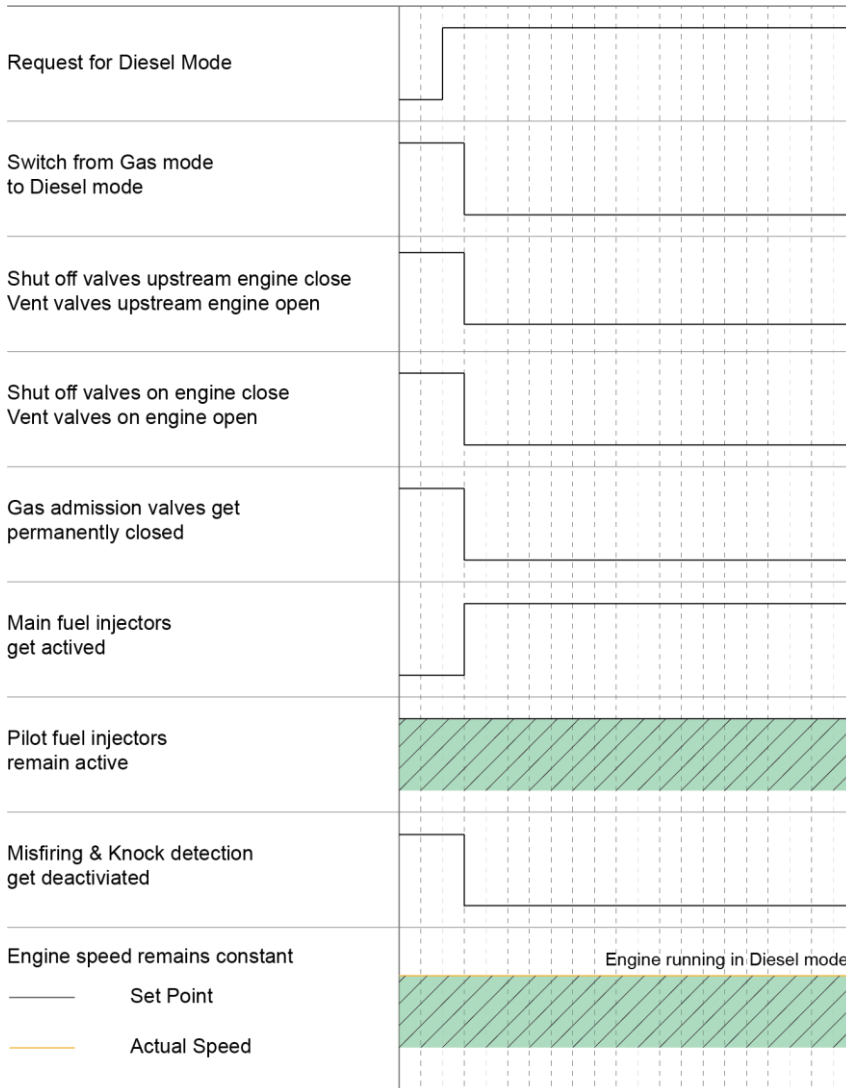 Request for Diesel Mode
Switch from Gas mode
to Diesel mode
Shut off valves upstream engine close
Vent valves upstream engine open
Shut off valves on engine close
Vent valves on engine open
Gas admission valves get
permanently closed
Main fuel injectors
get actived
Pilot fuel injectors
remain active
Misfiring & Knock detection
get deactiviated
Engine speed remains constant
Engine running in Diesel mode
Set Point
Actual Speed